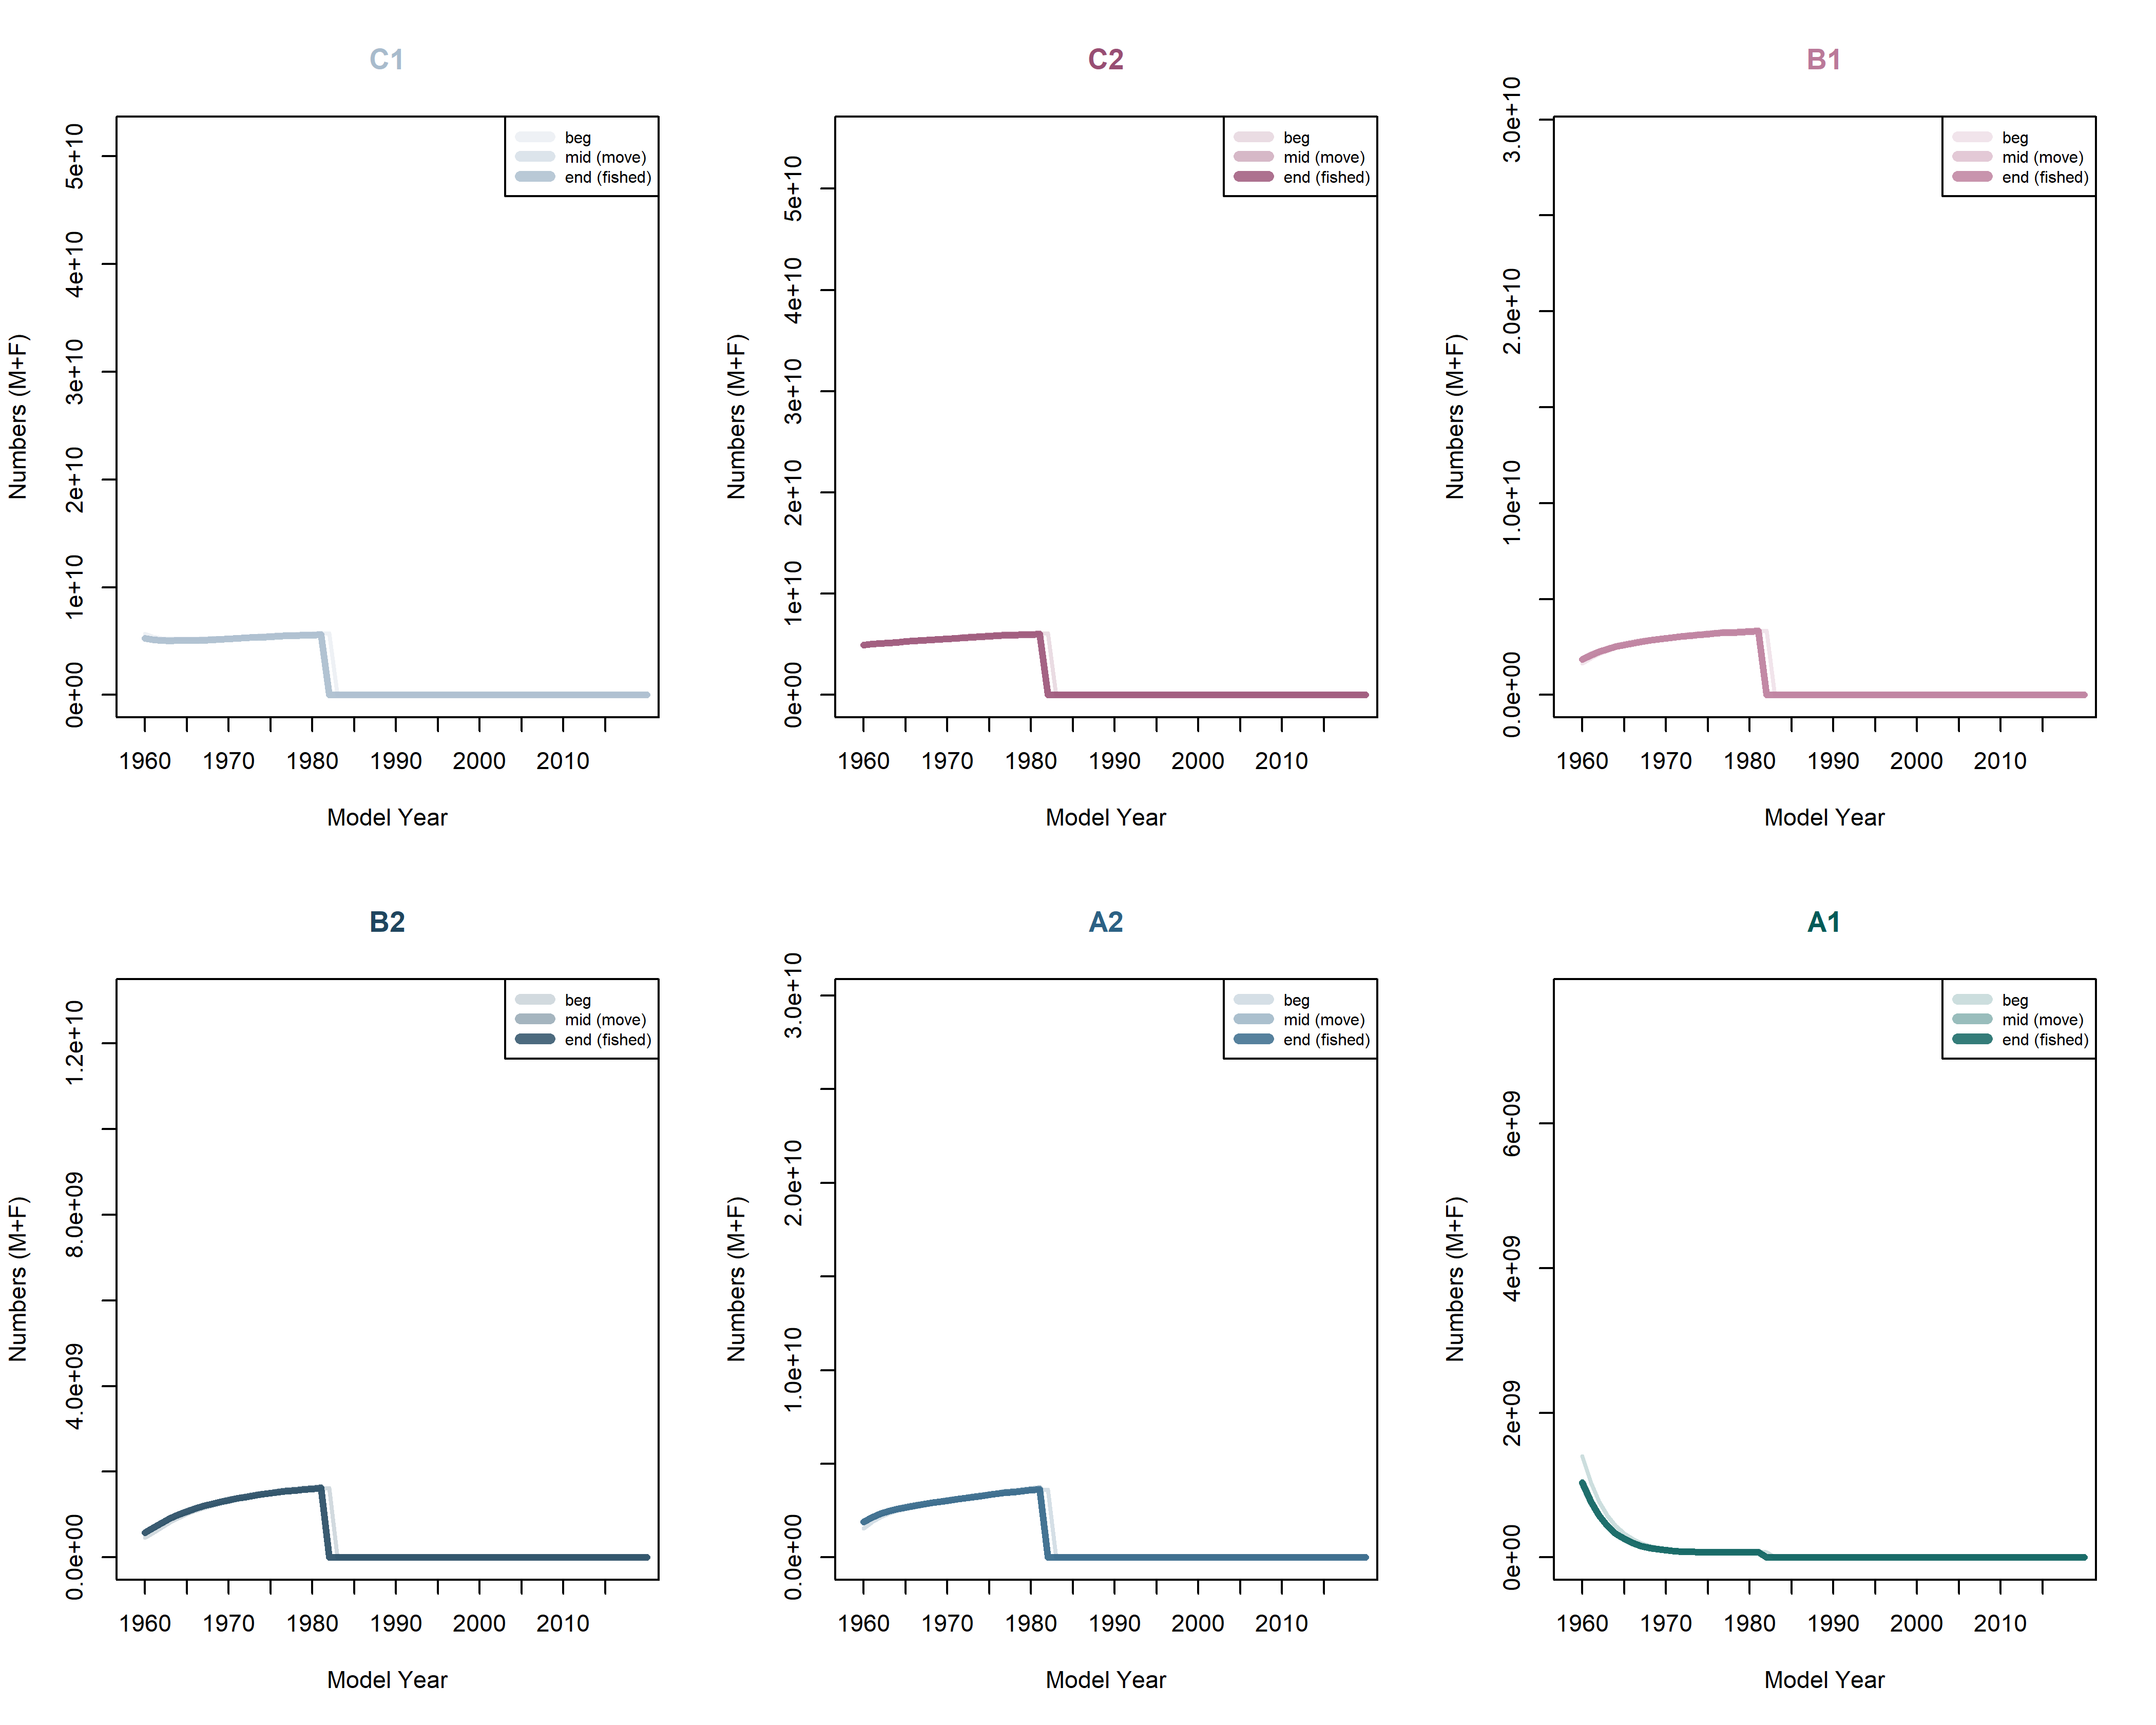 C1
5e+10
4e+10
3e+10
2e+10
1e+10
0e+00
Numbers (M+F)
beg
mid (move)
end (fished)
1960 1970 1980 1990 2000 2010
Model Year
C2
5e+10
4e+10
3e+10
2e+10
1e+10
0e+00
Numbers (M+F)
beg
mid (move)
end (fished)
1960 1970 1980 1990 2000 2010
Model Year
B1
3.0e+10
2.0e+10
1.0e+10
0.0e+00
Numbers (M+F)
beg
mid (move)
end (fished)
1960 1970 1980 1990 2000 2010
Model Year
B2
1.2e+10
8.0e+09
4.0e+09
0.0e+00
Numbers (M+F)
beg
mid (move)
end (fished)
1960 1970 1980 1990 2000 2010
Model Year
A2
3.0e+10
2.0e+10
1.0e+10
0.0e+00
Numbers (M+F)
beg
mid (move)
end (fished)
1960 1970 1980 1990 2000 2010
Model Year
A1
6e+09
4e+09
2e+09
0e+00
Numbers (M+F)
beg
mid (move)
end (fished)
1960 1970 1980 1990 2000 2010
Model Year